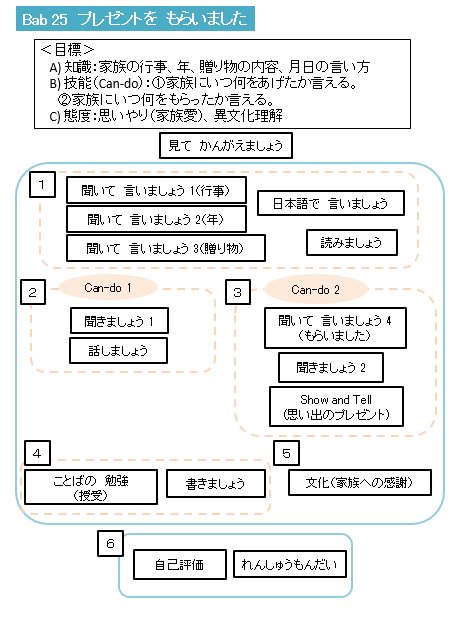 Bab 25 プレゼントを もらいました
＜目標＞
A) 知識：家族の行事、年、贈り物の内容、月日の言い方
B) 技能（Can-do）：①家族にいつ何をあげたか言える。
②家族にいつ何をもらったか言える。
C) 態度：思いやり（家族愛）、異文化理解
見て かんがえましょう
1
聞いて 言いましょう 1（行事）
聞いて 言いましょう 2（年）
聞いて 言いましょう 3（贈り物）
日本語で 言いましょう
読みましょう
2
Can-do 1
聞きましょう 1
話しましょう
3
Can-do 2
聞いて 言いましょう 4
（もらいました）
聞きましょう 2
Show and Tell
（思い出のプレゼント）
4
ことばの 勉強
（授受）
書きましょう
5
文化（家族への感謝）
6
自己評価
れんしゅうもんだい